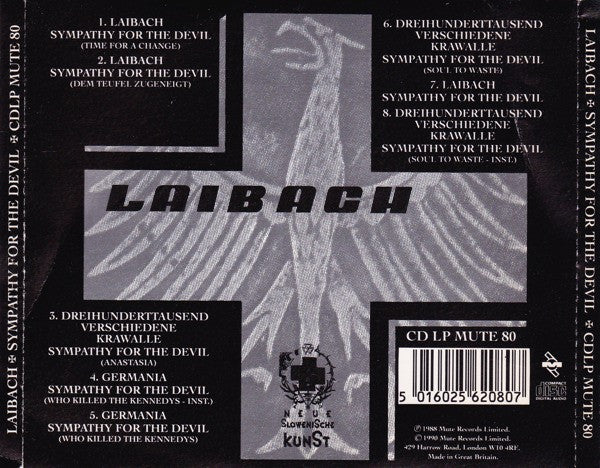 LAIBACH ✠ SYMPATHY FOR THE DEVIL ✠ CDLP MUTE 80
1. LAIBACH
SYMPATHY FOR THE DEVIL
(TIME FOR A CHANGE)
2. LAIBACH
SYMPATHY FOR THE DEVIL
(DEM TEUFEL ZUGENEIGT)
6. DREIHUNDERTTAUSEND
VERSCHIEDENE
KRAWALLE
SYMPATHY FOR THE DEVIL
(SOUL TO WASTE)
7. LAIBACH
SYMPATHY FOR THE DEVIL
8. DREIHUNDERTTAUSEND
VERSCHIEDENE
KRAWALLE
SYMPATHY FOR THE DEVIL
(SOUL TO WASTE - INST.)
LAIBACH
3. DREIHUNDERTTAUSEND
VERSCHIEDENE
KRAWALLE
SYMPATHY FOR THE DEVIL
(ANASTASIA)
4. GERMANIA
SYMPATHY FOR THE DEVIL
(WHO KILLED THE KENNEDYS - INST.)
5. GERMANIA
SYMPATHY FOR THE DEVIL
(WHO KILLED THE KENNEDYS)
NEUE
SLOWENISCHE
KUNST
CD LP MUTE 80
5 016025 620807
COMPACT
disc
DIGITAL AUDIO
℗ 1988 Mute Records Limited.
© 1990 Mute Records Limited.
429 Harrow Road, London W10 4RE.
Made in Great Britain.
LAIBACH ✠ SYMPATHY FOR THE DEVIL ✠ CDLP MUTE 80